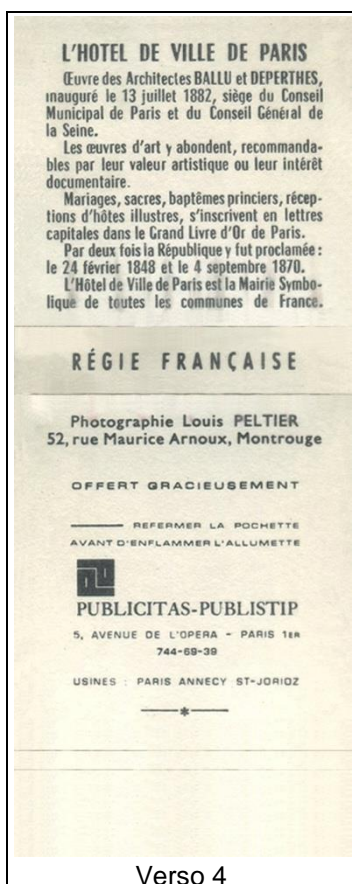 L'HOTEL DE VILLE DE PARIS
Œuvre des Architectes BALLU et DEPERTHES,
inauguré le 13 juillet 1882, siège du Conseil
Municipal de Paris et du Conseil Général de
la Seine.
Les œuvres d'art y abondent, recommanda-
bles par leur valeur artistique ou leur intérêt
documentaire.
Mariages, sacres, baptêmes princiers, récep-
tions d'hôtes illustres, s'inscrivent en lettres
capitales dans le Grand Livre d'Or de Paris.
Par deux fois la République y fut proclamée :
le 24 février 1848 et le 4 septembre 1870.
L'Hôtel de Ville de Paris est la Mairie Symbo-
lique de toutes les communes de France.
RÉGIE FRANÇAISE
Photographie Louis PELTIER
52, rue Maurice Arnoux, Montrouge
OFFERT GRACIEUSEMENT
REFERMER LA POCHETTE
AVANT D'ENFLAMMER L'ALLUMETTE
PUBLICITAS-PUBLISTIP
5, AVENUE DE L'OPERA - PARIS 1ER
744-69-39
USINES : PARIS ANNECY ST-JORIOZ
Verso 4